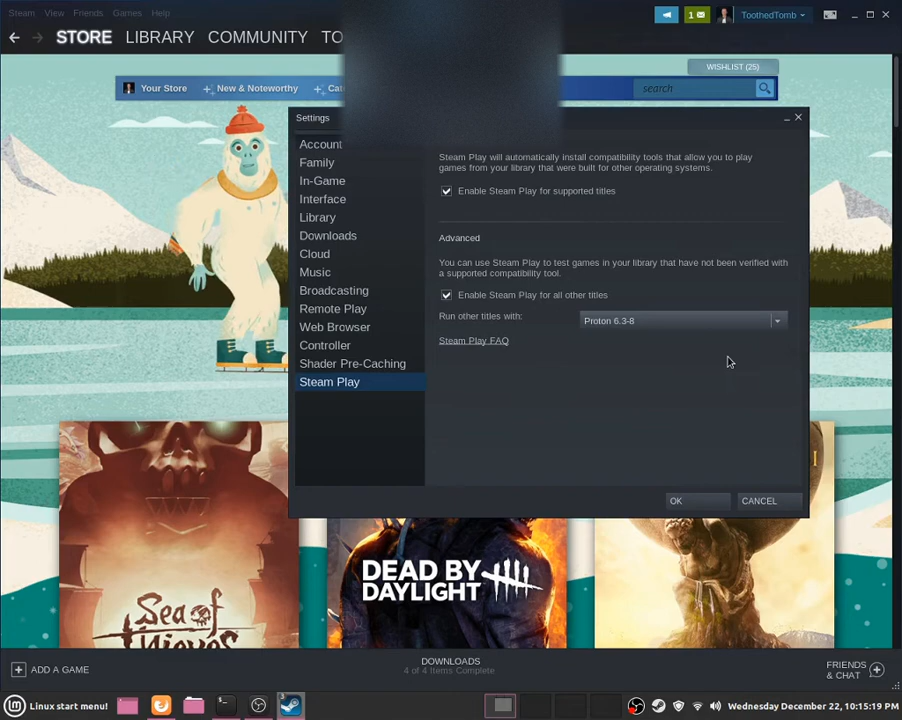 Steam View Friends Games Help
1
ToothedTomb
STORE LIBRARY COMMUNITY
WISHLIST (25)
Your Store New & Noteworthy
search
Settings
Account
Family
In-Game
Interface
Library
Downloads
Cloud
Music
Broadcasting
Remote Play
Web Browser
Controller
Shader Pre-Caching
Steam Play
Steam Play will automatically install compatibility tools that allow you to play
games from your library that were built for other operating systems.
Enable Steam Play for supported titles
Advanced
You can use Steam Play to test games in your library that have not been verified with
a supported compatibility tool.
Enable Steam Play for all other titles
Run other titles with: Proton 6.3-8
Steam Play FAQ
OK CANCEL
Sea of
Thieves
DEAD BY
DAYLIGHT
I
ADD A GAME
DOWNLOADS
4 of 4 Items Complete
FRIENDS
& CHAT
Linux start menu!
3
Wednesday December 22, 10:15:19 PM